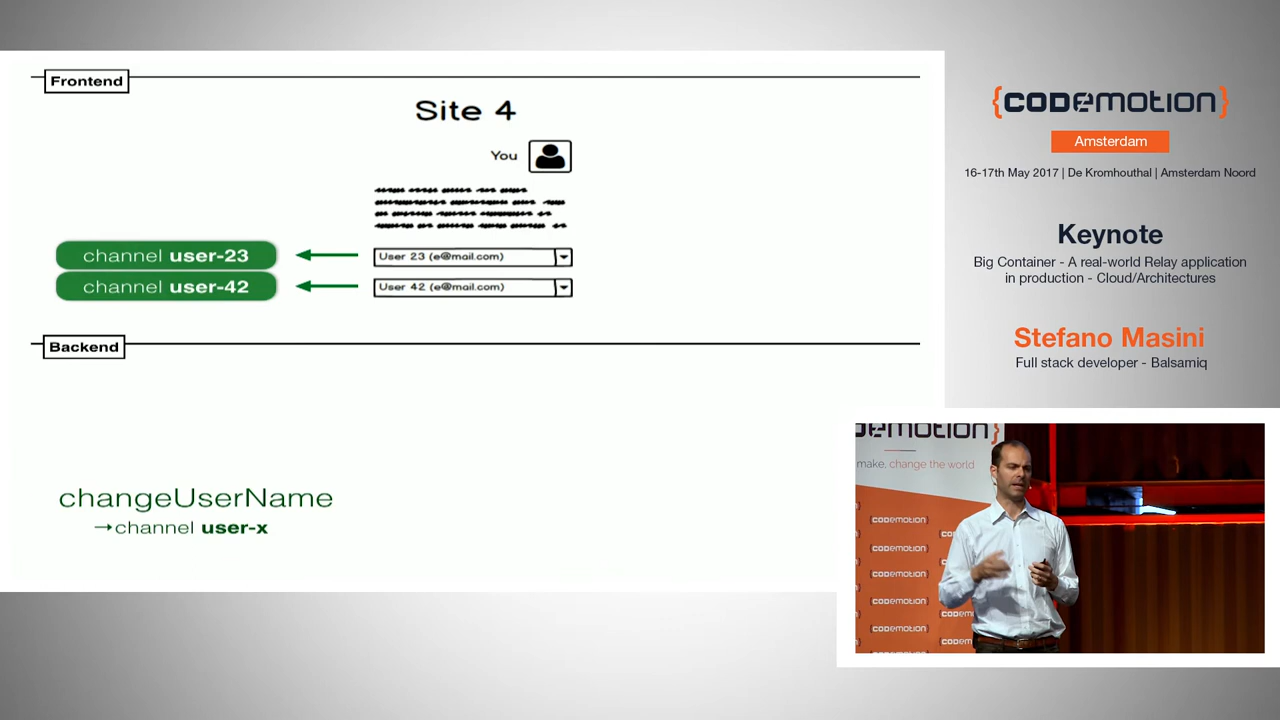 Frontend
Site 4
You
channel user-23
User 23 (e@mail.com)
channel user-42
User 42 (e@mail.com)
Backend
changeUserName
→channel user-x
{CODEMOTION}
Amsterdam
16-17th May 2017 | De Kromhouthal | Amsterdam Noord
Keynote
Big Container - A real-world Relay application
in production - Cloud/Architectures
Stefano Masini
Full stack developer - Balsamiq
ODEMOTION}
make, change the world
{CODEMOTION}
{CODEMOTION}
{CODEMOTION}
{CODEMOTION}
{CODEMOTION}